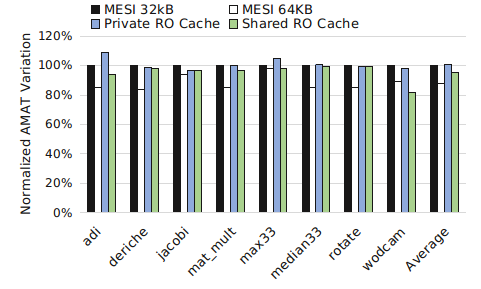 MESI 32kB MESI 64KB
Private RO Cache Shared RO Cache
Normalized AMAT Variation
120%
100%
80%
60%
40%
20%
0%
adi
deriche
jacobi
mat_mult
max33
median33
rotate
wodcam
Average